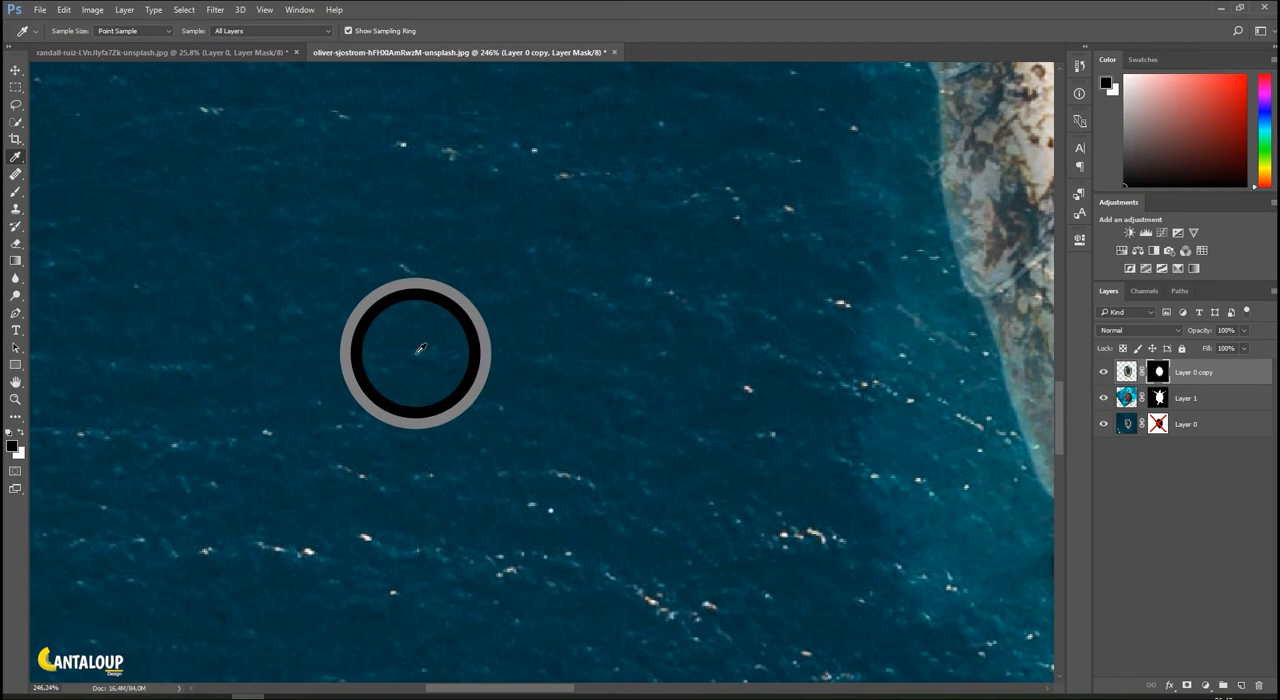 Ps File Edit Image Layer Type Select Filter 3D View Window Help
Sample Size: Point Sample Sample: All Layers Show Sampling Ring
randall-ruiz-LVnJlyfa7Zk-unsplash.jpg @ 25,8% (Layer 0, Layer Mask/8) *
oliver-sjostrom-hFHXIAmRwzM-unsplash.jpg @ 246% (Layer 0 copy, Layer Mask/8) *
Color Swatches
Adjustments
Add an adjustment
Layers Channels Paths
Kind
Normal Opacity: 100%
Lock: Fill: 100%
Layer 0 copy
Layer 1
Layer 0
CANTALOUP
Design
246,24% Doc: 16,4M/84,0M